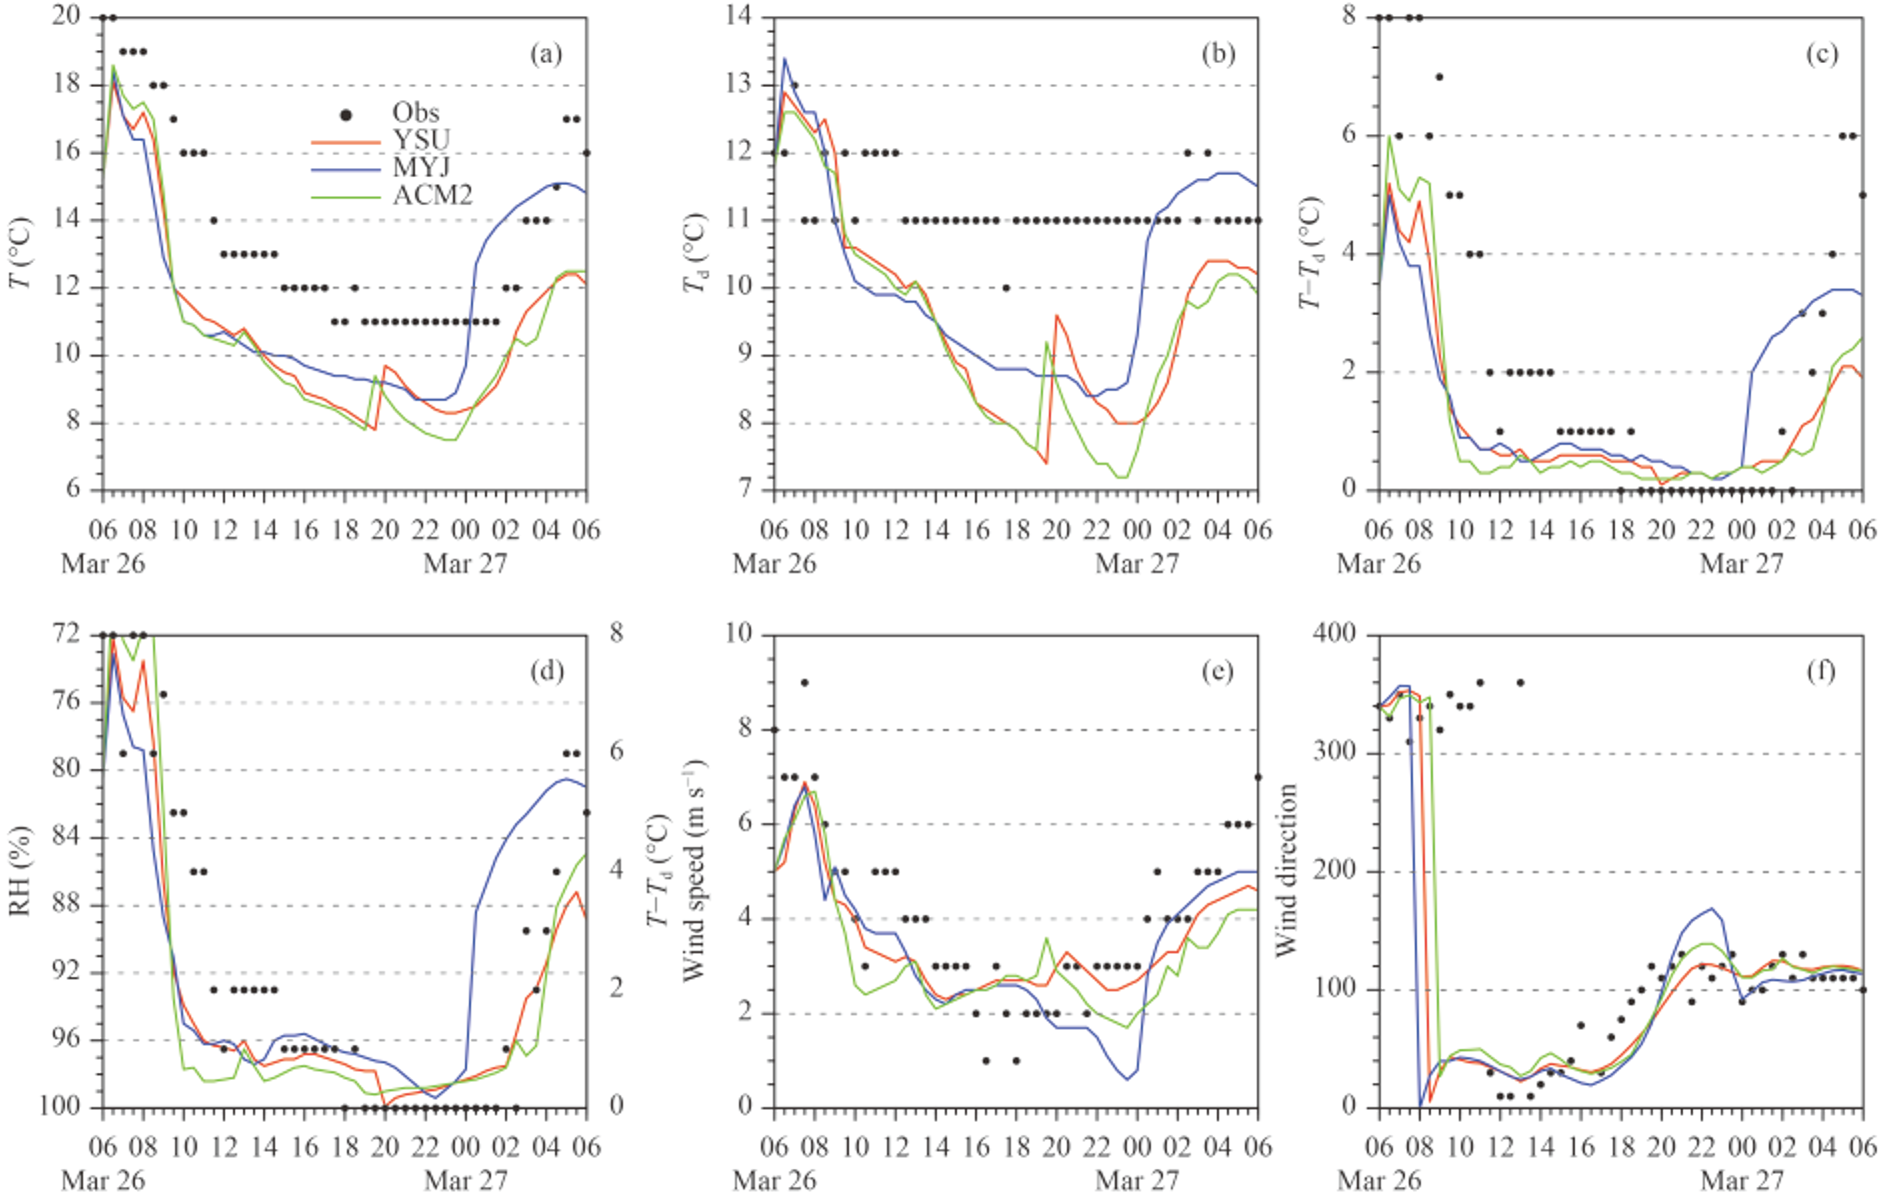 20
18
16
14
12
10
8
6
T (°C)
(a)
Obs
YSU
MYJ
ACM2
06 08 10 12 14 16 18 20 22 00 02 04 06
Mar 26 Mar 27
14
13
12
11
10
9
8
7
Td (°C)
(b)
06 08 10 12 14 16 18 20 22 00 02 04 06
Mar 26 Mar 27
8
6
4
2
0
T−Td (°C)
(c)
06 08 10 12 14 16 18 20 22 00 02 04 06
Mar 26 Mar 27
72
76
80
84
88
92
96
100
RH (%)
(d)
8
6
4
2
0
T−Td (°C)
06 08 10 12 14 16 18 20 22 00 02 04 06
Mar 26 Mar 27
10
8
6
4
2
0
Wind speed (m s⁻¹)
(e)
06 08 10 12 14 16 18 20 22 00 02 04 06
Mar 26 Mar 27
400
300
200
100
0
Wind direction
(f)
06 08 10 12 14 16 18 20 22 00 02 04 06
Mar 26 Mar 27